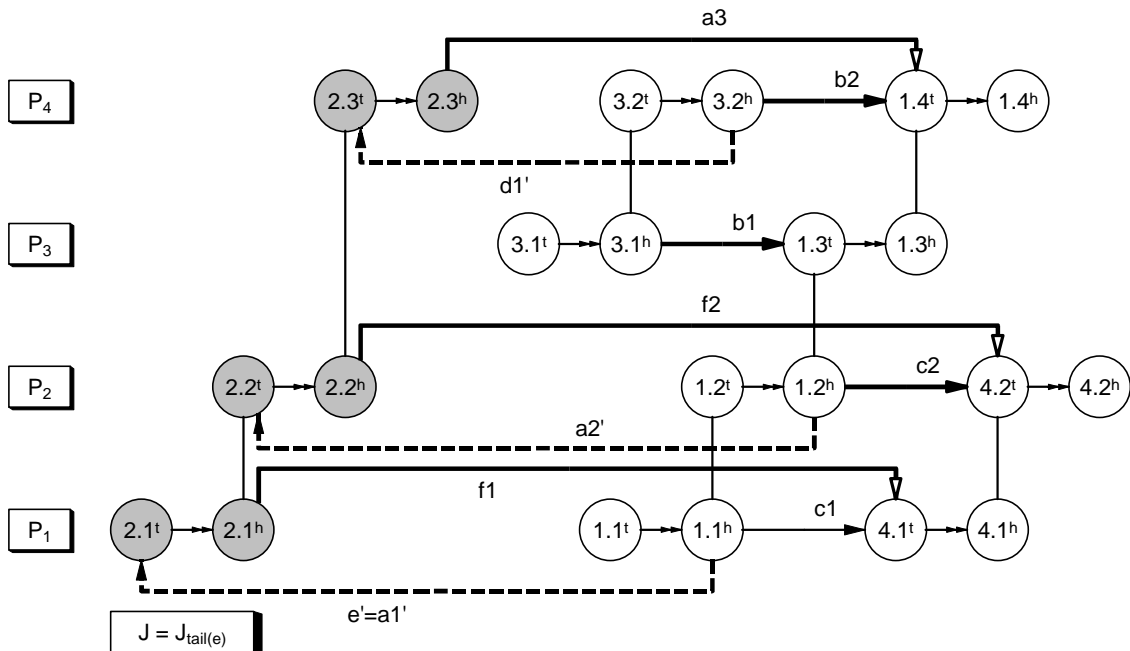 a3
P₄ 2.3ᵗ 2.3ʰ 3.2ᵗ 3.2ʰ b2 1.4ᵗ 1.4ʰ
d1'
P₃ 3.1ᵗ 3.1ʰ b1 1.3ᵗ 1.3ʰ
f2
P₂ 2.2ᵗ 2.2ʰ 1.2ᵗ 1.2ʰ c2 4.2ᵗ 4.2ʰ
a2'
f1
P₁ 2.1ᵗ 2.1ʰ 1.1ᵗ 1.1ʰ c1 4.1ᵗ 4.1ʰ
e'=a1'
J = J_tail(e)